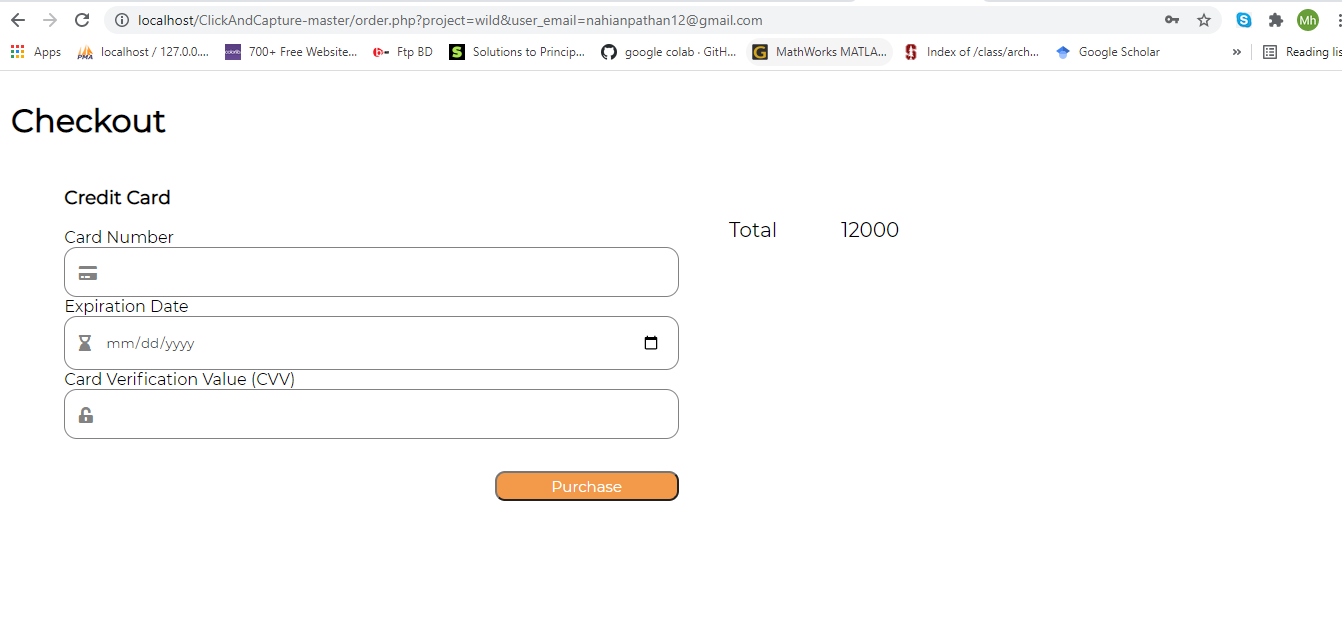 localhost/ClickAndCapture-master/order.php?project=wild&user_email=nahianpathan12@gmail.com
Mh
Apps localhost / 127.0.0.... 700+ Free Website... Ftp BD Solutions to Princip... google colab · GitH... MathWorks MATLA... Index of /class/arch... Google Scholar » Reading lis
Checkout
Credit Card
Card Number
Total 12000
Expiration Date
mm/dd/yyyy
Card Verification Value (CVV)
Purchase